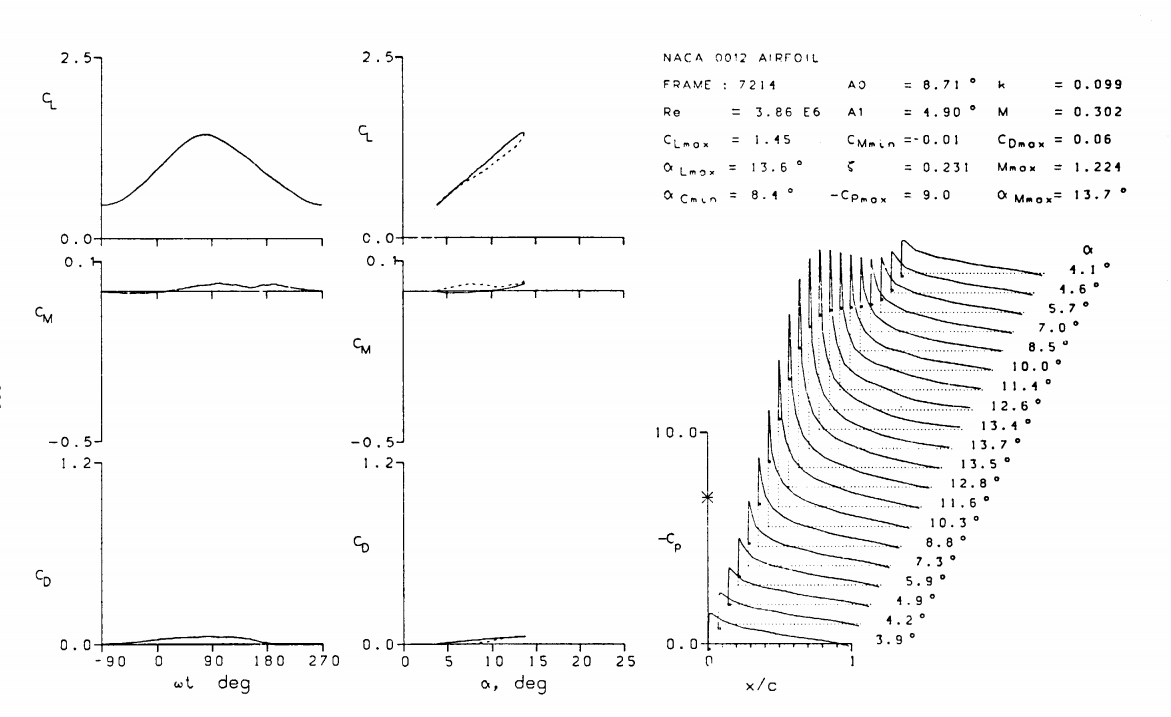 NACA 0012 AIRFOIL
FRAME : 7214 A0 = 8.71 ° k = 0.099
Re = 3.86 E6 A1 = 4.90 ° M = 0.302
CLmax = 1.45 CMmin =-0.01 CDmax = 0.06
αLmax = 13.6 ° ζ = 0.231 Mmax = 1.224
αCmin = 8.4 ° -CPmax = 9.0 αMmax= 13.7 °
2.5
CL
0.0
2.5
CL
0.0
0.1
CM
-0.5
0.1
CM
-0.5
1.2
CD
0.0
-90 0 90 180 270
ωt deg
1.2
CD
0.0
0 5 10 15 20 25
α, deg
α
4.1 °
4.6 °
5.7 °
7.0 °
8.5 °
10.0 °
11.4 °
12.6 °
13.4 °
13.7 °
13.5 °
12.8 °
11.6 °
10.3 °
8.8 °
7.3 °
5.9 °
4.9 °
4.2 °
3.9 °
10.0
-Cp
0.0
0 1
x/c